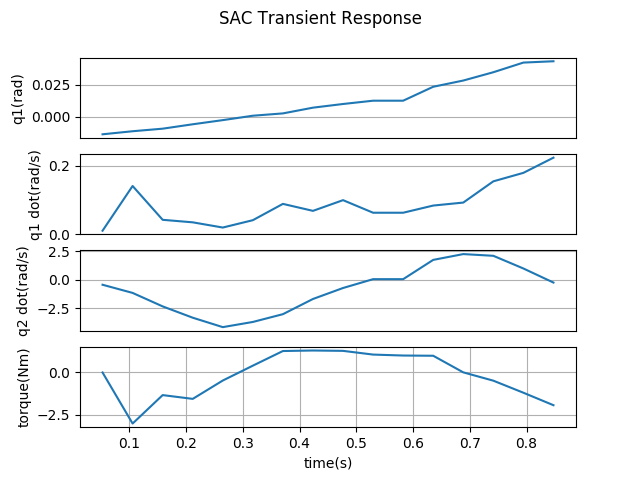 SAC Transient Response
q1(rad)
0.025
0.000
q1 dot(rad/s)
0.2
0.0
q2 dot(rad/s)
2.5
0.0
−2.5
torque(Nm)
0.0
−2.5
0.1 0.2 0.3 0.4 0.5 0.6 0.7 0.8
time(s)